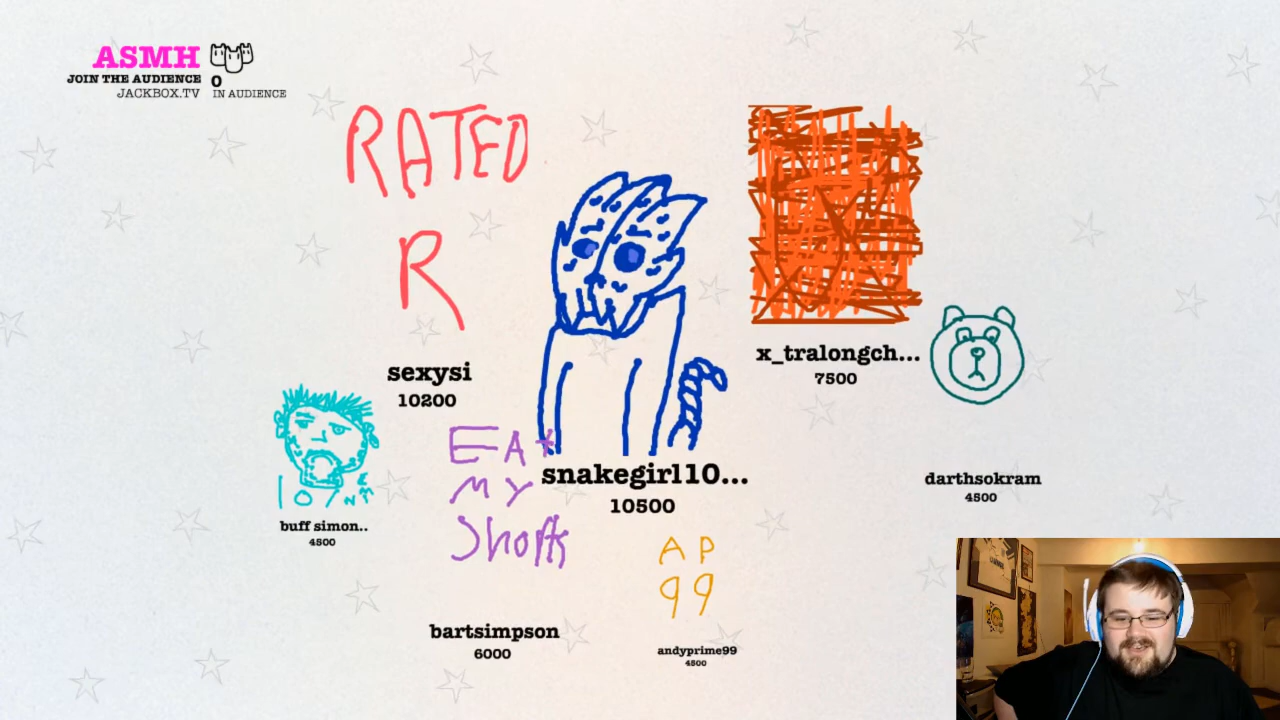 ASMH
JOIN THE AUDIENCE
JACKBOX.TV
0
IN AUDIENCE
RATED
R
sexysi
10200
x_tralongch...
7500
snakegirl10...
10500
darthsokram
4500
buff simon..
4500
EAt
MY
Shorts
bartsimpson
6000
AP
99
andyprime99
4500